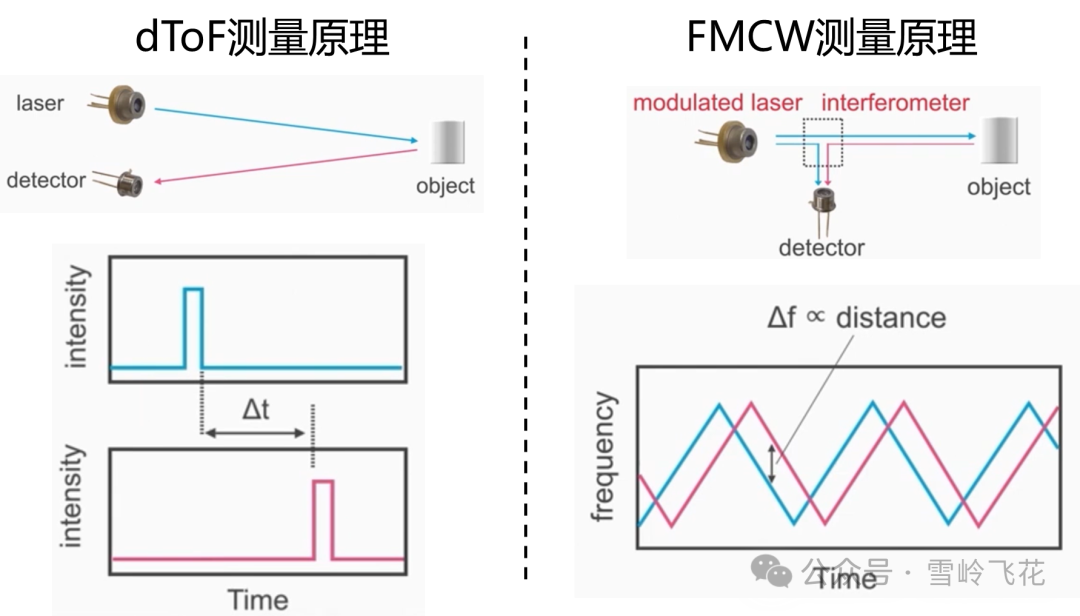 dToF测量原理
laser
detector
object
intensity
Δt
intensity
Time
FMCW测量原理
modulated laser interferometer
object
detector
Δf ∝ distance
frequency
Time
公众号 · 雪岭飞花